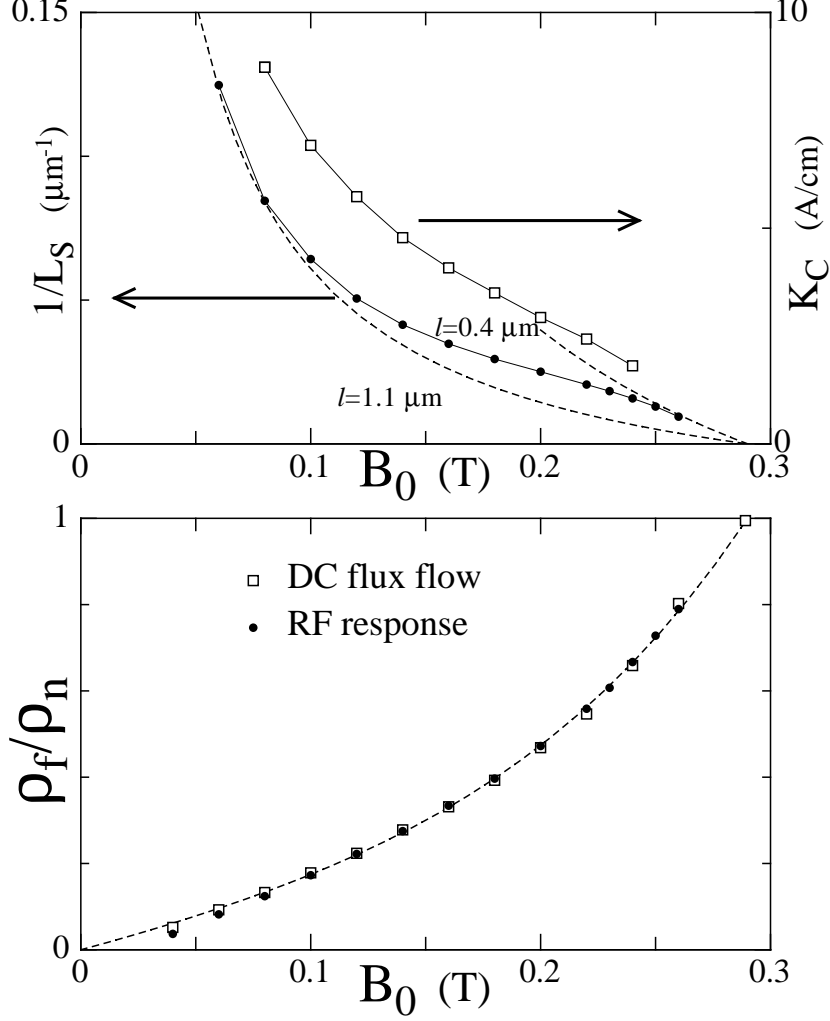 0.15
10
1/L_S (μm⁻¹)
K_C (A/cm)
l=0.4 μm
l=1.1 μm
0
0
0
0.1
0.2
0.3
B₀ (T)
1
DC flux flow
RF response
ρ_f/ρ_n
0
0
0.1
0.2
0.3
B₀ (T)